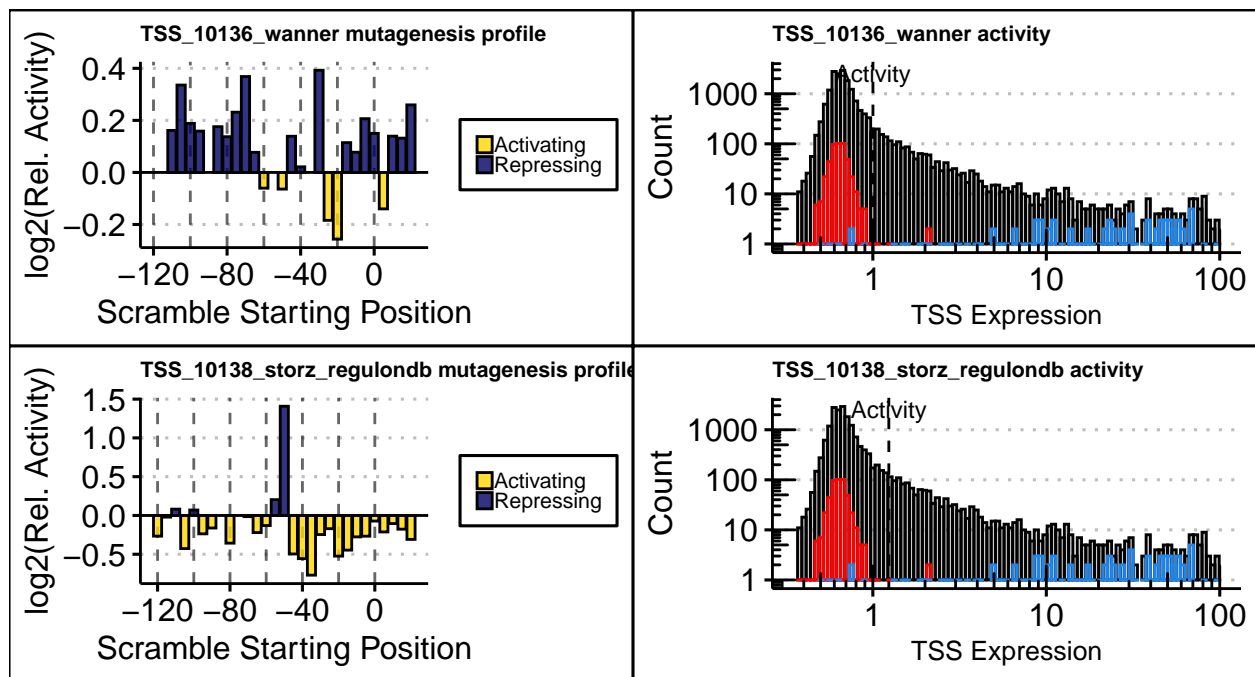 TSS_10136_wanner mutagenesis profile
log2(Rel. Activity)
0.4
0.2
0.0
−0.2
−120 −80 −40 0
Scramble Starting Position
Activating
Repressing
TSS_10136_wanner activity
Activity
Count
1000
100
10
1
1 10 100
TSS Expression
TSS_10138_storz_regulondb mutagenesis profile
log2(Rel. Activity)
1.5
1.0
0.5
0.0
−0.5
−120 −80 −40 0
Scramble Starting Position
Activating
Repressing
TSS_10138_storz_regulondb activity
Activity
Count
1000
100
10
1
1 10 100
TSS Expression